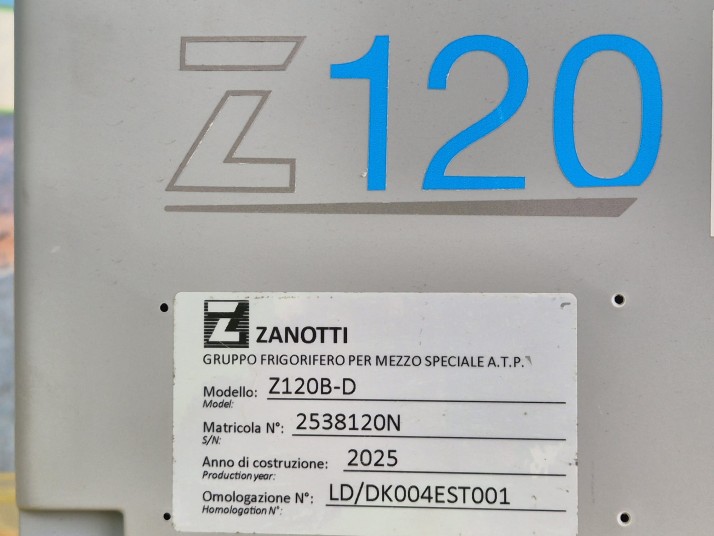 Z120
Z ZANOTTI
GRUPPO FRIGORIFERO PER MEZZO SPECIALE A.T.P.
Modello: Z120B-D
Model:
Matricola N°: 2538120N
S/N:
Anno di costruzione: 2025
Production year:
Omologazione N°: LD/DK004EST001
Homologation N°: